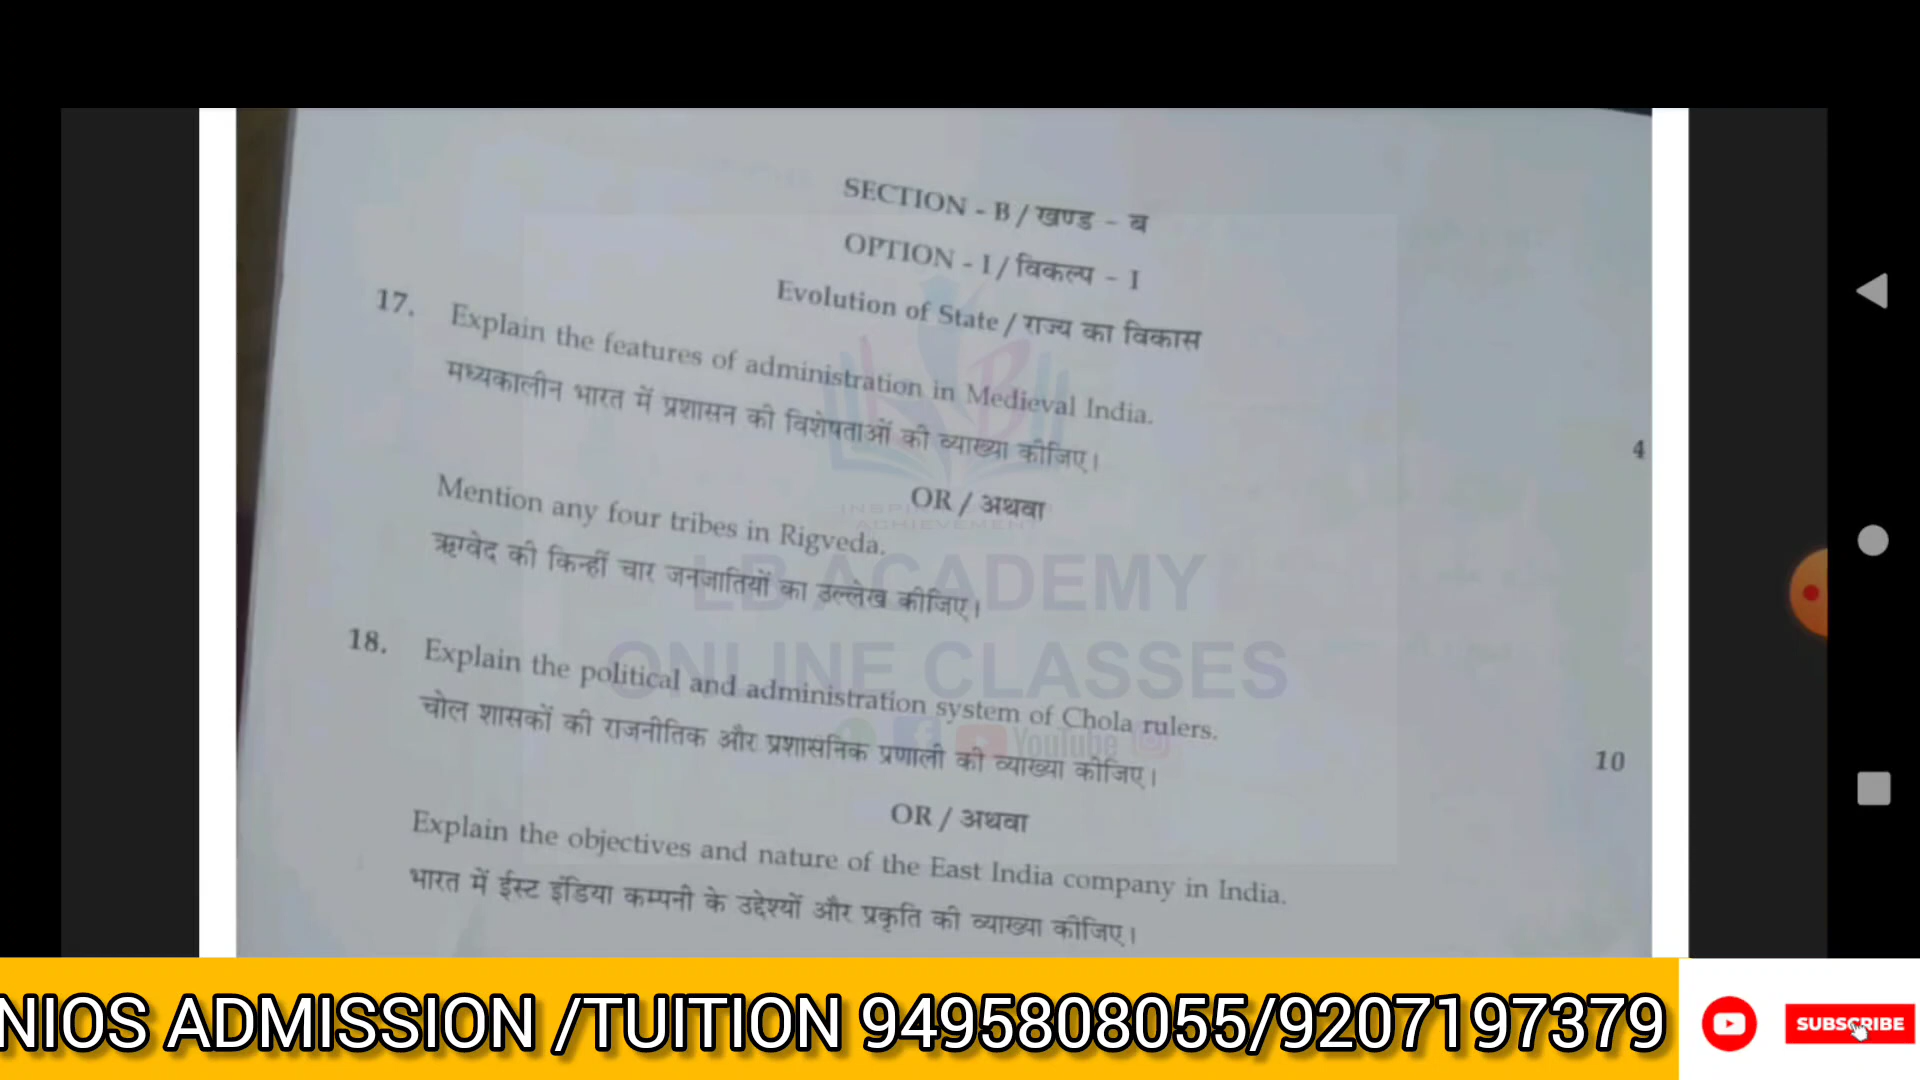 SECTION - B / खण्ड - ब
OPTION - I / विकल्प - I
Evolution of State / राज्य का विकास
17. Explain the features of administration in Medieval India.
मध्यकालीन भारत में प्रशासन की विशेषताओं की व्याख्या कीजिए।
4
OR / अथवा
Mention any four tribes in Rigveda.
ऋग्वेद की किन्हीं चार जनजातियों का उल्लेख कीजिए।
ACHIEVEMENT
LB ACADEMY
ONLINE CLASSES
18. Explain the political and administration system of Chola rulers.
चोल शासकों की राजनीतिक और प्रशासनिक प्रणाली की व्याख्या कीजिए।
10
YouTube
OR / अथवा
Explain the objectives and nature of the East India company in India.
भारत में ईस्ट इंडिया कम्पनी के उद्देश्यों और प्रकृति की व्याख्या कीजिए।
NIOS ADMISSION /TUITION 9495808055/9207197379
SUBSCRIBE